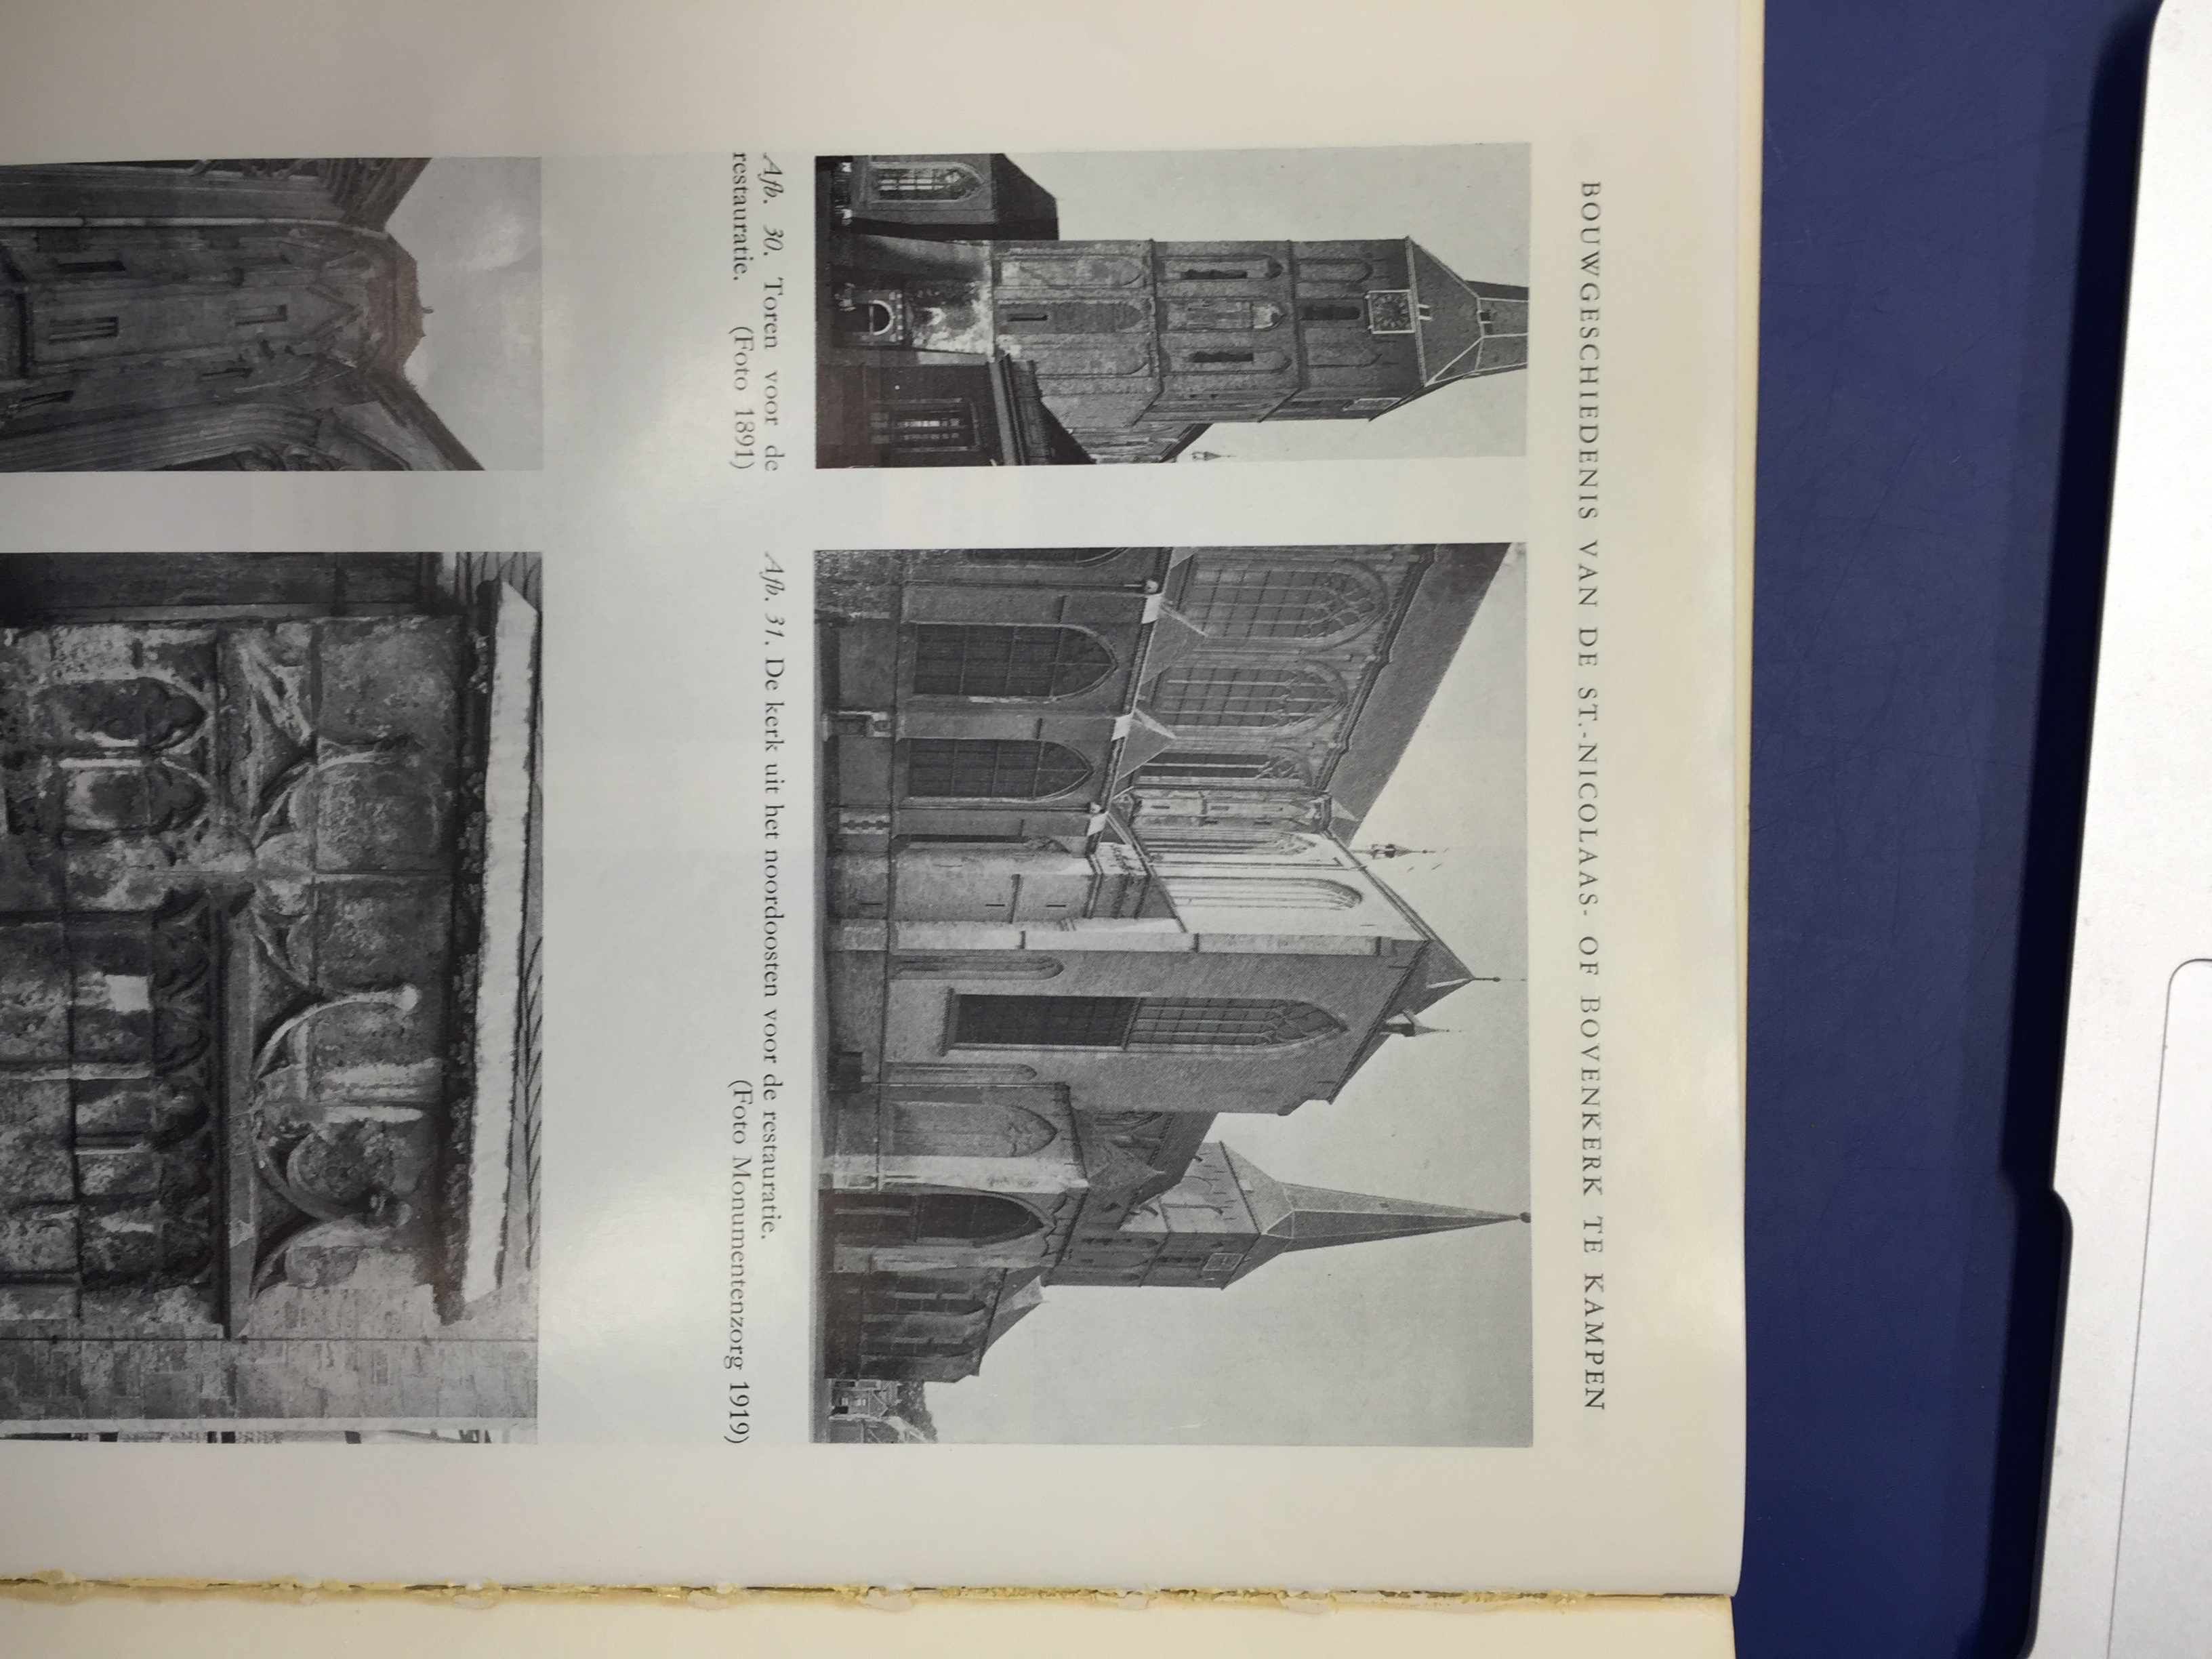 BOUWGESCHIEDENIS VAN DE ST.-NICOLAAS- OF BOVENKERK TE KAMPEN
Afb. 30. Toren voor de
restauratie. (Foto 1891)
Afb. 31. De kerk uit het noordoosten voor de restauratie.
(Foto Monumentenzorg 1919)